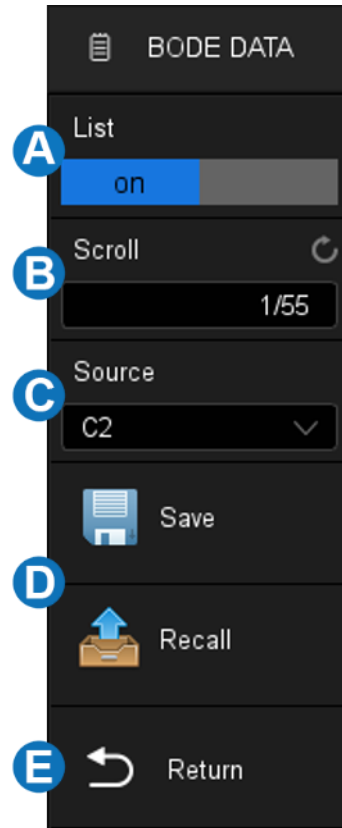 BODE DATA
A
List
on
B
Scroll
1/55
C
Source
C2
Save
D
Recall
E
Return